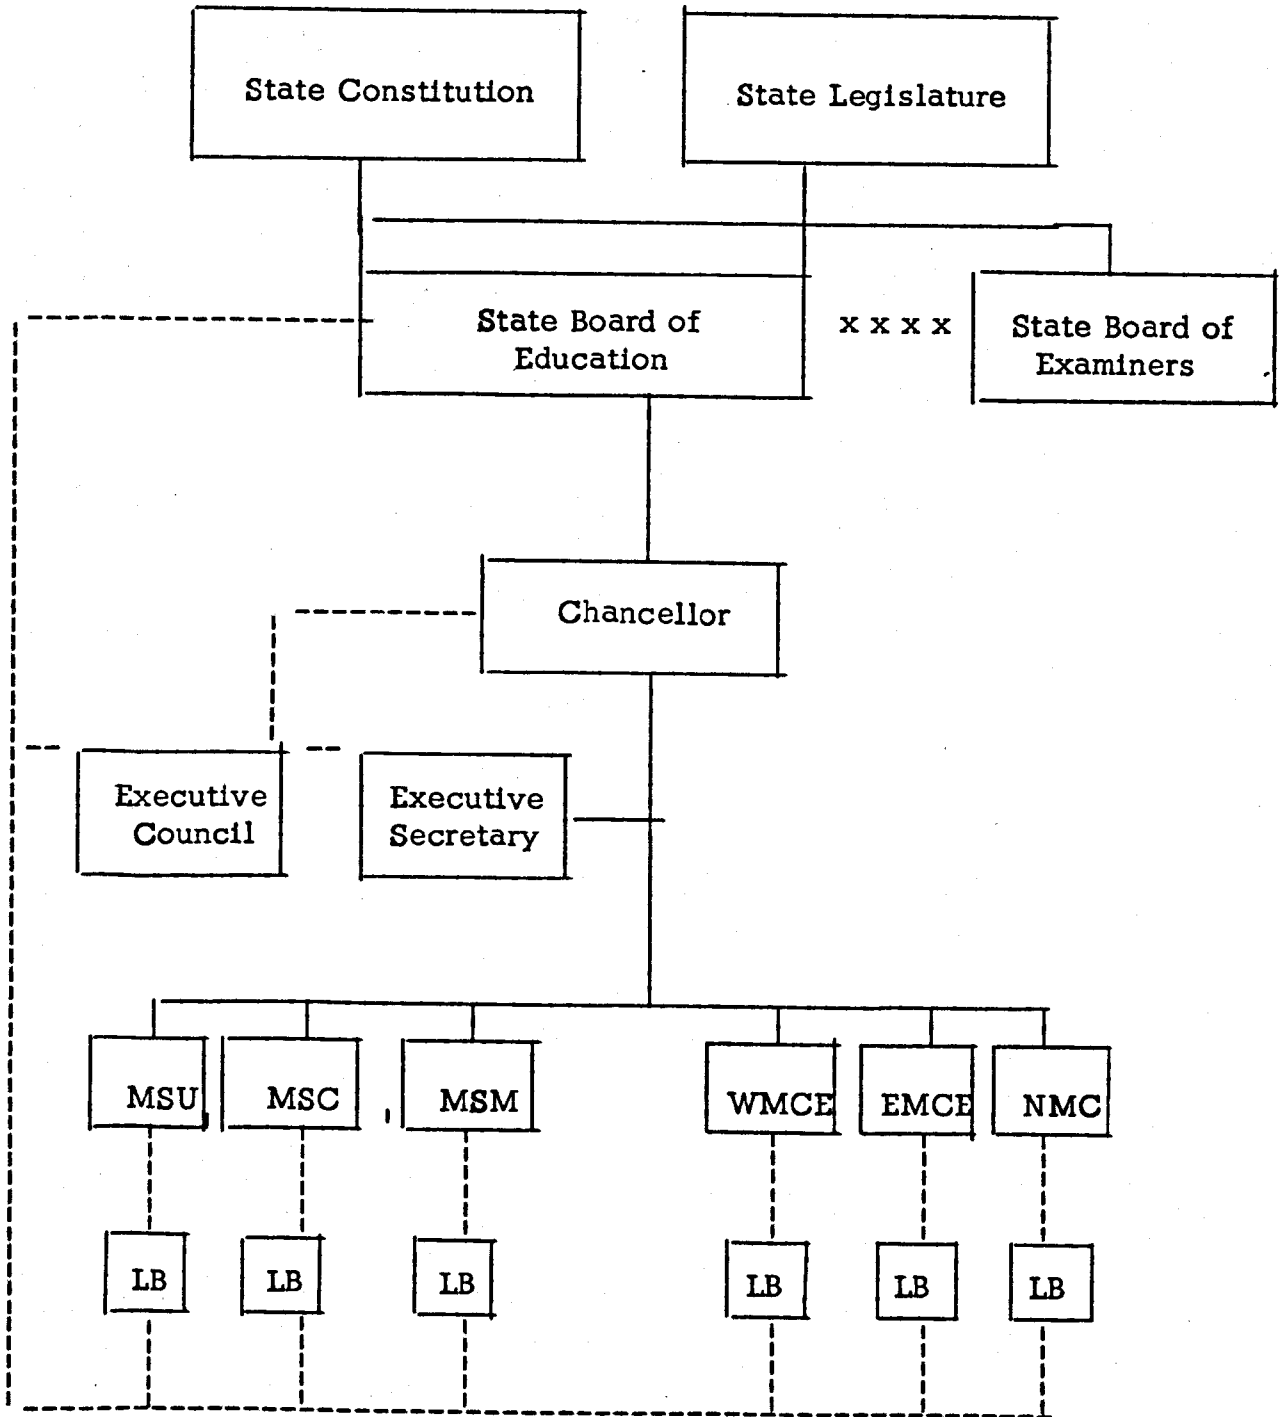 State Constitution
State Legislature
State Board of
Education
x x x x
State Board of
Examiners
Chancellor
Executive
Council
Executive
Secretary
MSU
MSC
MSM
WMCE
EMCE
NMC
LB
LB
LB
LB
LB
LB